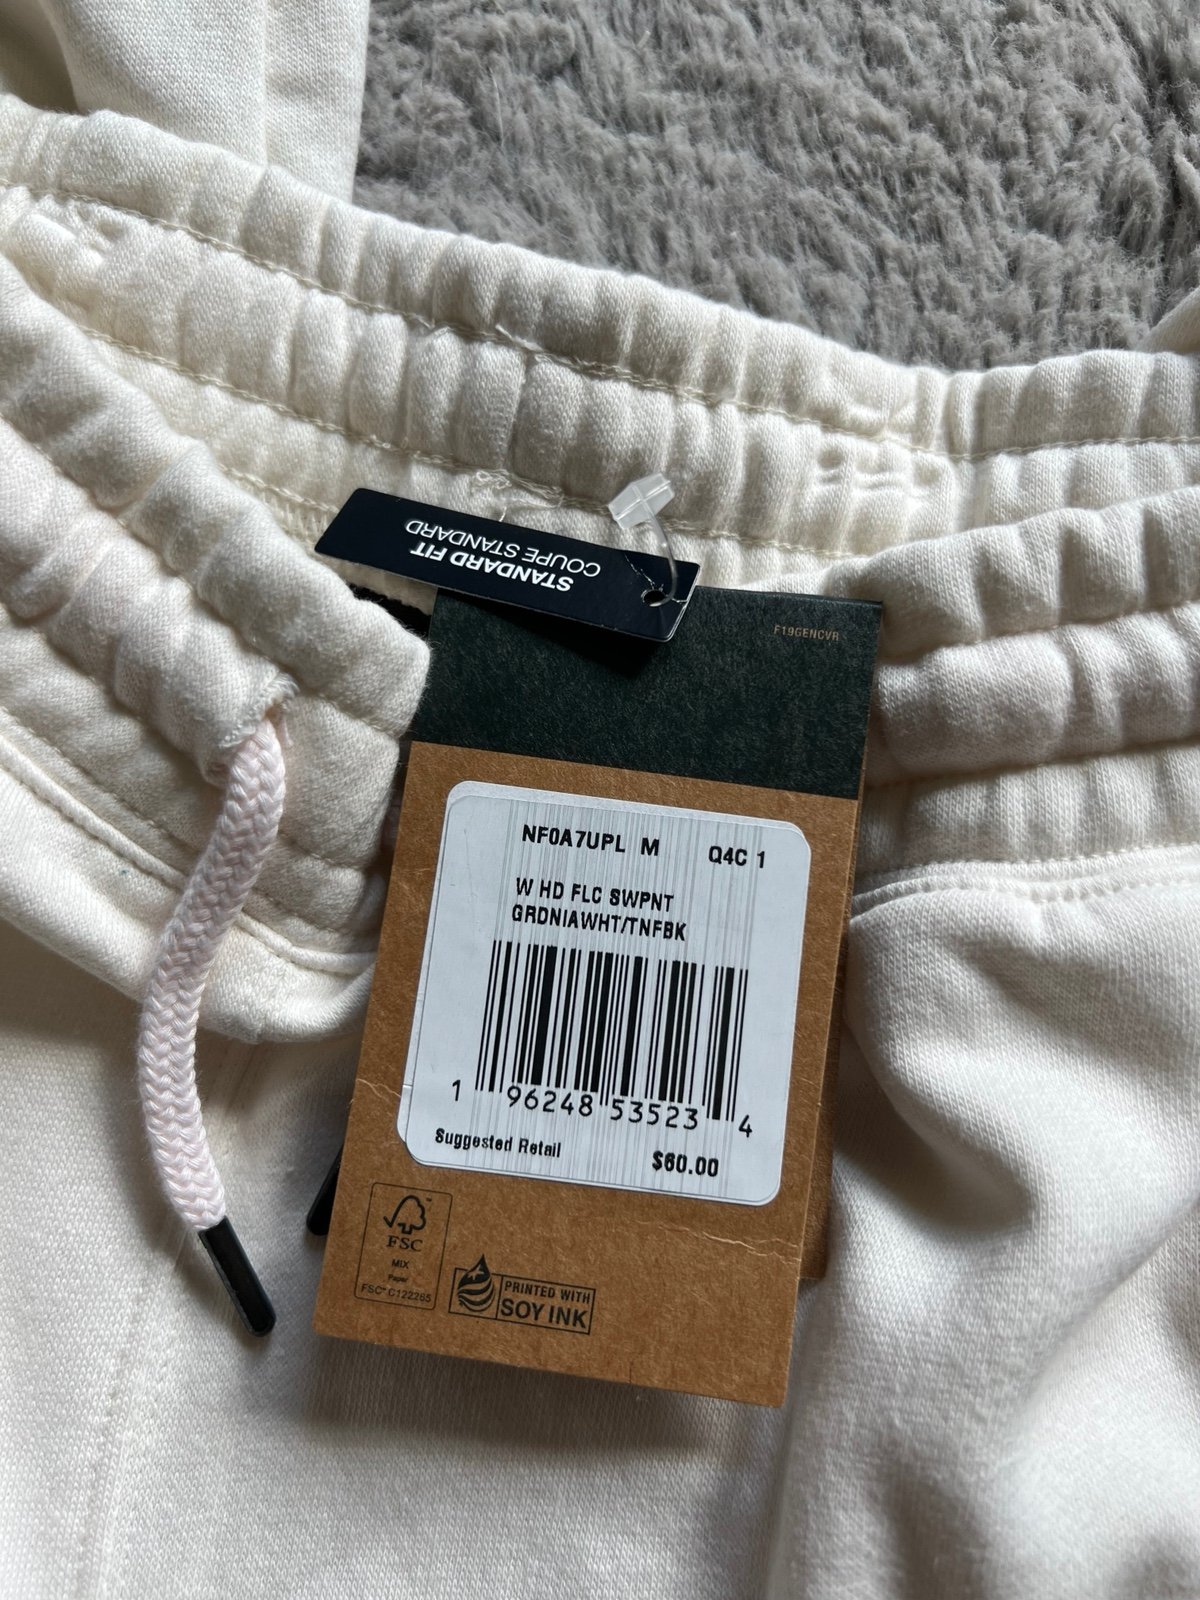 STANDARD FIT
COUPE STANDARD
F19GENCVR
NF0A7UPL M Q4C 1
W HD FLC SWPNT
GRDNIAWHT/TNFBK
1 96248 53523 4
Suggested Retail $60.00
FSC
MIX
Paper
FSC™ C122265
PRINTED WITH
SOY INK